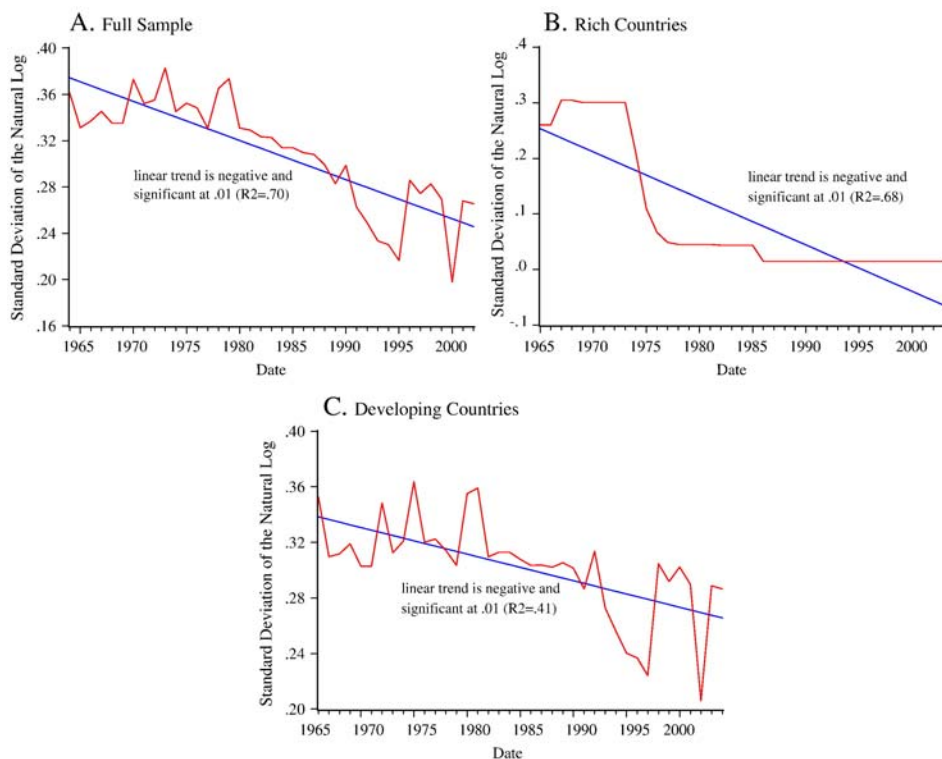 A. Full Sample
Standard Deviation of the Natural Log
.40
.36
.32
.28
.24
.20
.16
linear trend is negative and
significant at .01 (R2=.70)
1965 1970 1975 1980 1985 1990 1995 2000
Date
B. Rich Countries
Standard Deviation of the Natural Log
.4
.3
.2
.1
.0
-.1
linear trend is negative and
significant at .01 (R2=.68)
1965 1970 1975 1980 1985 1990 1995 2000
Date
C. Developing Countries
Standard Deviation of the Natural Log
.40
.36
.32
.28
.24
.20
linear trend is negative and
significant at .01 (R2=.41)
1965 1970 1975 1980 1985 1990 1995 2000
Date